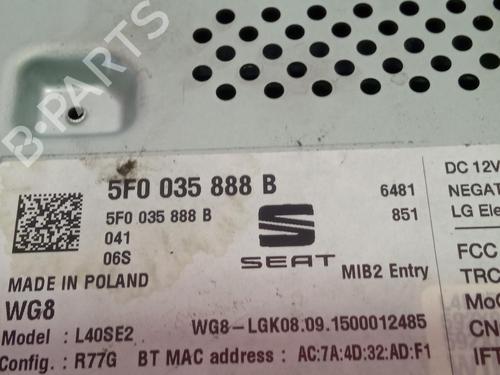 B-PARTS
5F0 035 888 B
5F0 035 888 B
041
06S
6481
851
SEAT
MIB2 Entry
MADE IN POLAND
WG8
WG8-LGK08.09.1500012485
Model : L40SE2
Config. : R77G BT MAC address : AC:7A:4D:32:AD:F1
DC 12V
NEGAT
LG Ele
FCC
TRC
MoC
CN
IFT